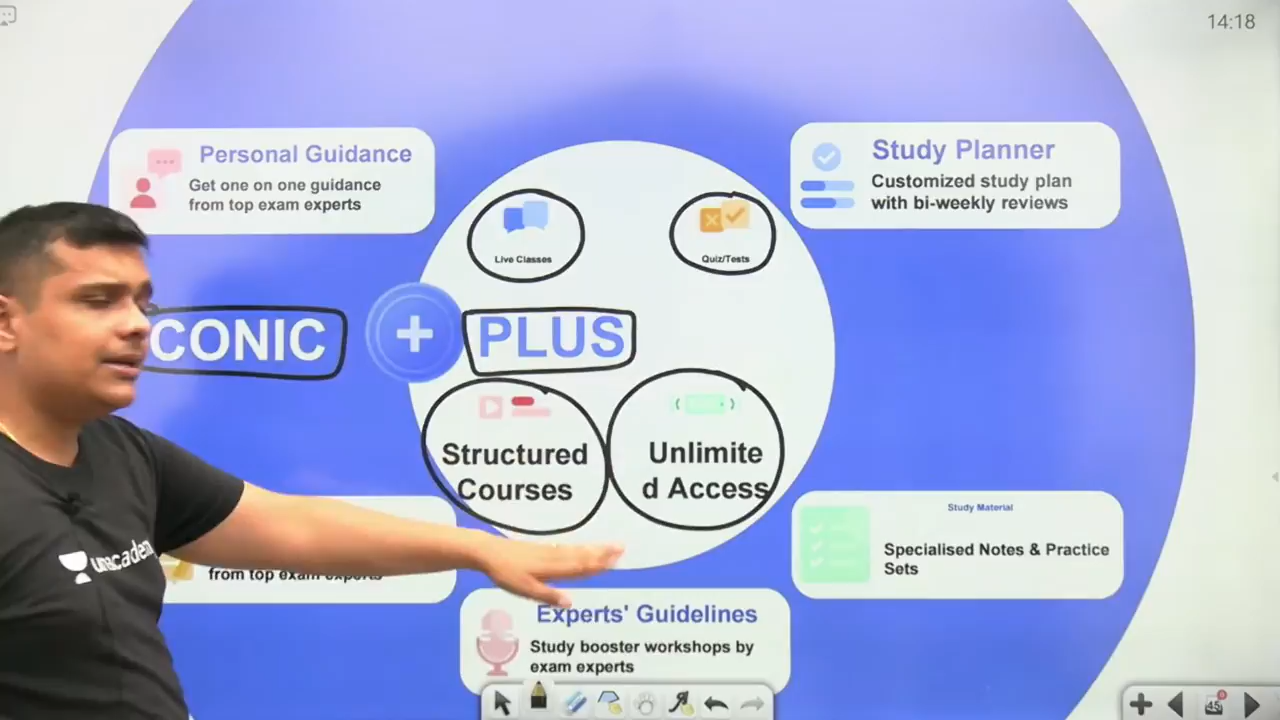 14:18
Personal Guidance
Get one on one guidance
from top exam experts
Study Planner
Customized study plan
with bi-weekly reviews
Live Classes
Quiz/Tests
CONIC
+
PLUS
Structured
Courses
Unlimite
d Access
unacadem
from top exam experts
Study Material
Specialised Notes & Practice
Sets
Experts' Guidelines
Study booster workshops by
exam experts
45